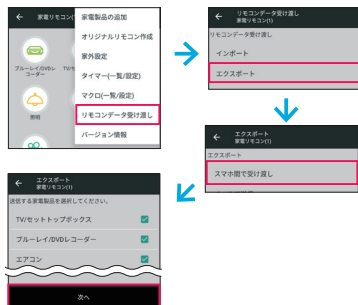 家電リモコン(
家電製品の追加
オリジナルリモコン作成
家外設定
タイマー(一覧/設定)
マクロ(一覧/設定)
リモコンデータ受け渡し
バージョン情報
ブルーレイ/DVDレ
コーダー
TV/セ
照明
リモコンデータ受け渡し
家電リモコン(1)
リモコンデータ受け渡し
インポート
エクスポート
エクスポート
家電リモコン(1)
エクスポート
スマホ間で受け渡し
エクスポート
家電リモコン(1)
送信する家電製品を選択してください。
TV/セットトップボックス
ブルーレイ/DVDレコーダー
エアコン
次へ